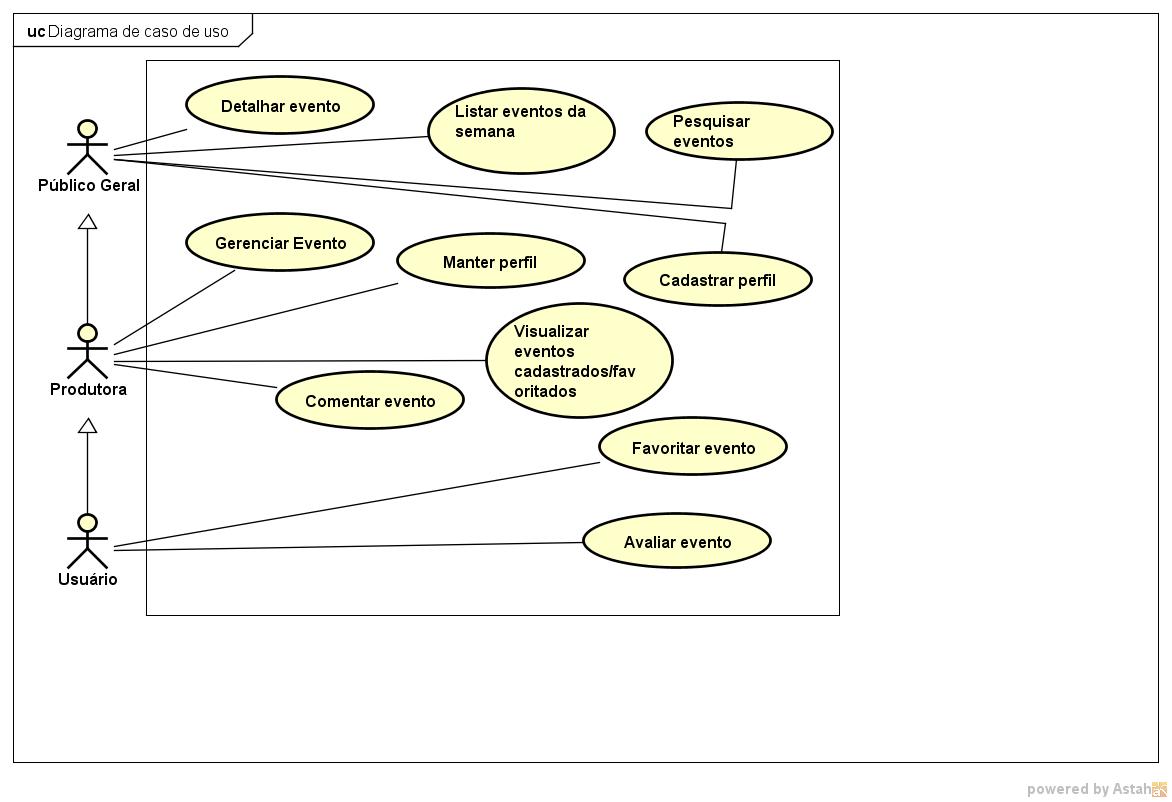 uc Diagrama de caso de uso
Detalhar evento
Listar eventos da
semana
Pesquisar
eventos
Público Geral
Gerenciar Evento
Manter perfil
Cadastrar perfil
Visualizar
eventos
cadastrados/fav
oritados
Produtora
Comentar evento
Favoritar evento
Avaliar evento
Usuário
powered by Astah